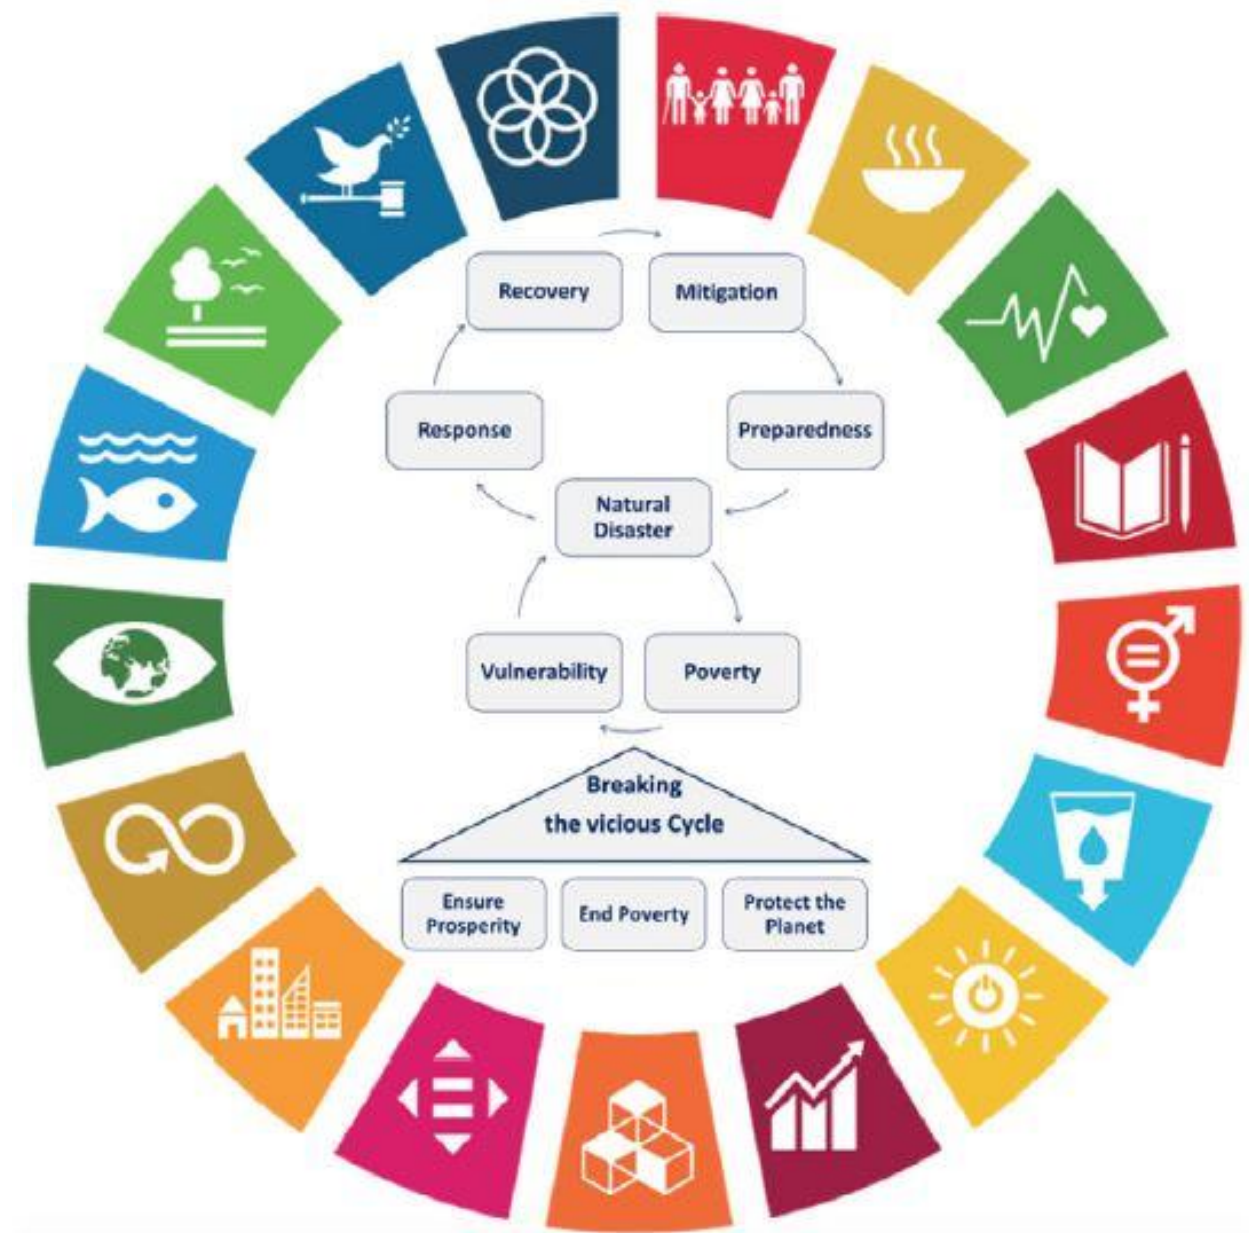 Recovery
Mitigation
Response
Preparedness
Natural
Disaster
Vulnerability
Poverty
Breaking
the vicious Cycle
Ensure
Prosperity
End Poverty
Protect the
Planet